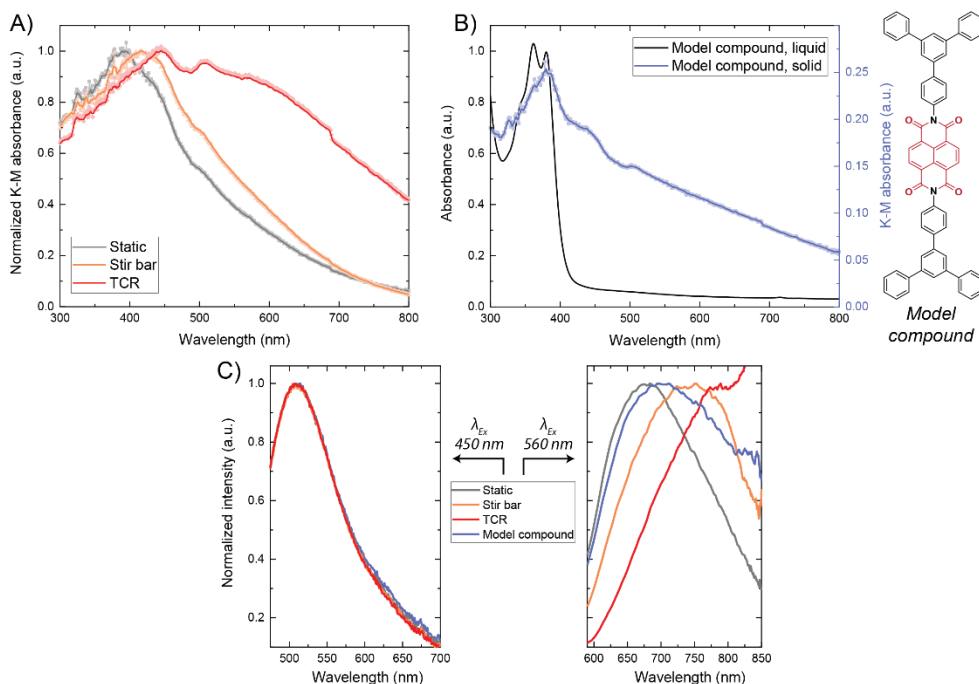 A)
Normalized K-M absorbance (a.u.)
1.0
0.8
0.6
0.4
0.2
0.0
Static
Stir bar
TCR
300 400 500 600 700 800
Wavelength (nm)
B)
Absorbance (a.u.)
1.0
0.8
0.6
0.4
0.2
0.0
Model compound, liquid
Model compound, solid
0.25
0.20
0.15
0.10
0.05
0.00
K-M absorbance (a.u.)
300 400 500 600 700 800
Wavelength (nm)
O N O
O N O
Model
compound
C)
Normalized intensity (a.u.)
1.0
0.8
0.6
0.4
0.2
500 550 600 650 700
Wavelength (nm)
λEx λEx
450 nm 560 nm
Static
Stir bar
TCR
Model compound
600 650 700 750 800 850
Wavelength (nm)